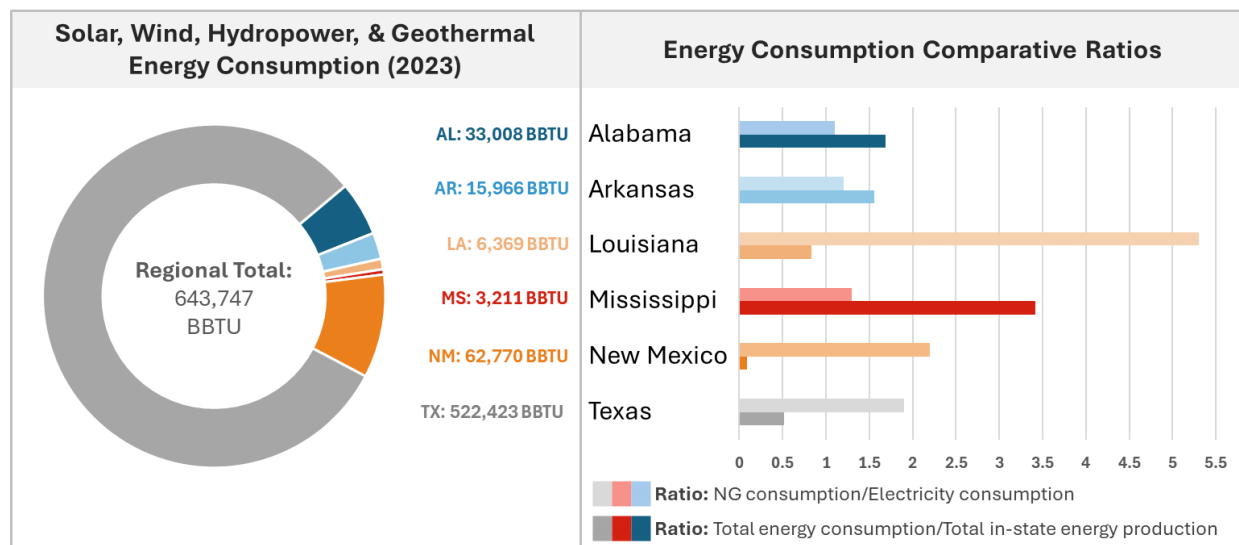 Solar, Wind, Hydropower, & Geothermal
Energy Consumption (2023)
Regional Total:
643,747
BBTU
AL: 33,008 BBTU
AR: 15,966 BBTU
LA: 6,369 BBTU
MS: 3,211 BBTU
NM: 62,770 BBTU
TX: 522,423 BBTU
Energy Consumption Comparative Ratios
Alabama
Arkansas
Louisiana
Mississippi
New Mexico
Texas
0 0.5 1 1.5 2 2.5 3 3.5 4 4.5 5 5.5
Ratio: NG consumption/Electricity consumption
Ratio: Total energy consumption/Total in-state energy production